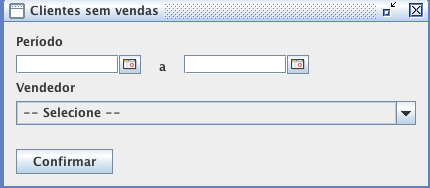 Clientes sem vendas
Período
a
Vendedor
-- Selecione --
Confirmar